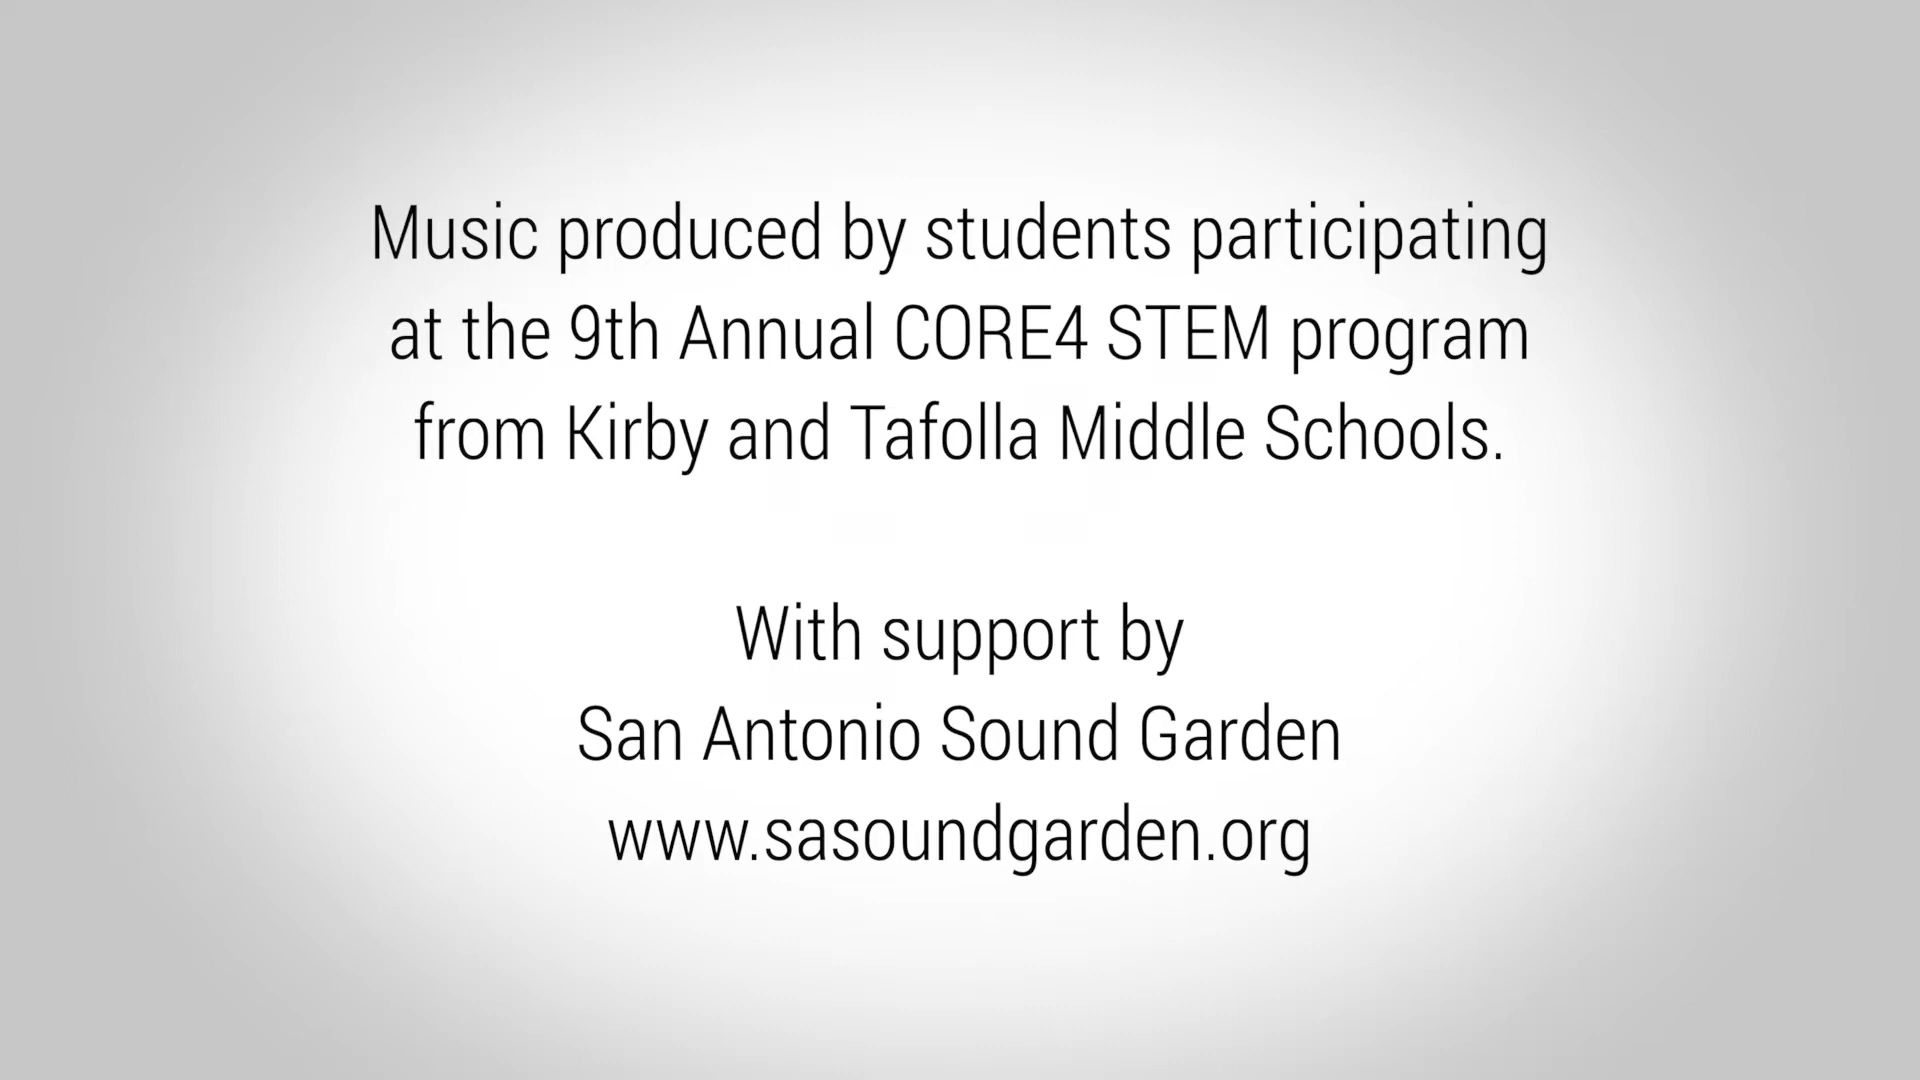 Music produced by students participating
at the 9th Annual CORE4 STEM program
from Kirby and Tafolla Middle Schools.
With support by
San Antonio Sound Garden
www.sasoundgarden.org